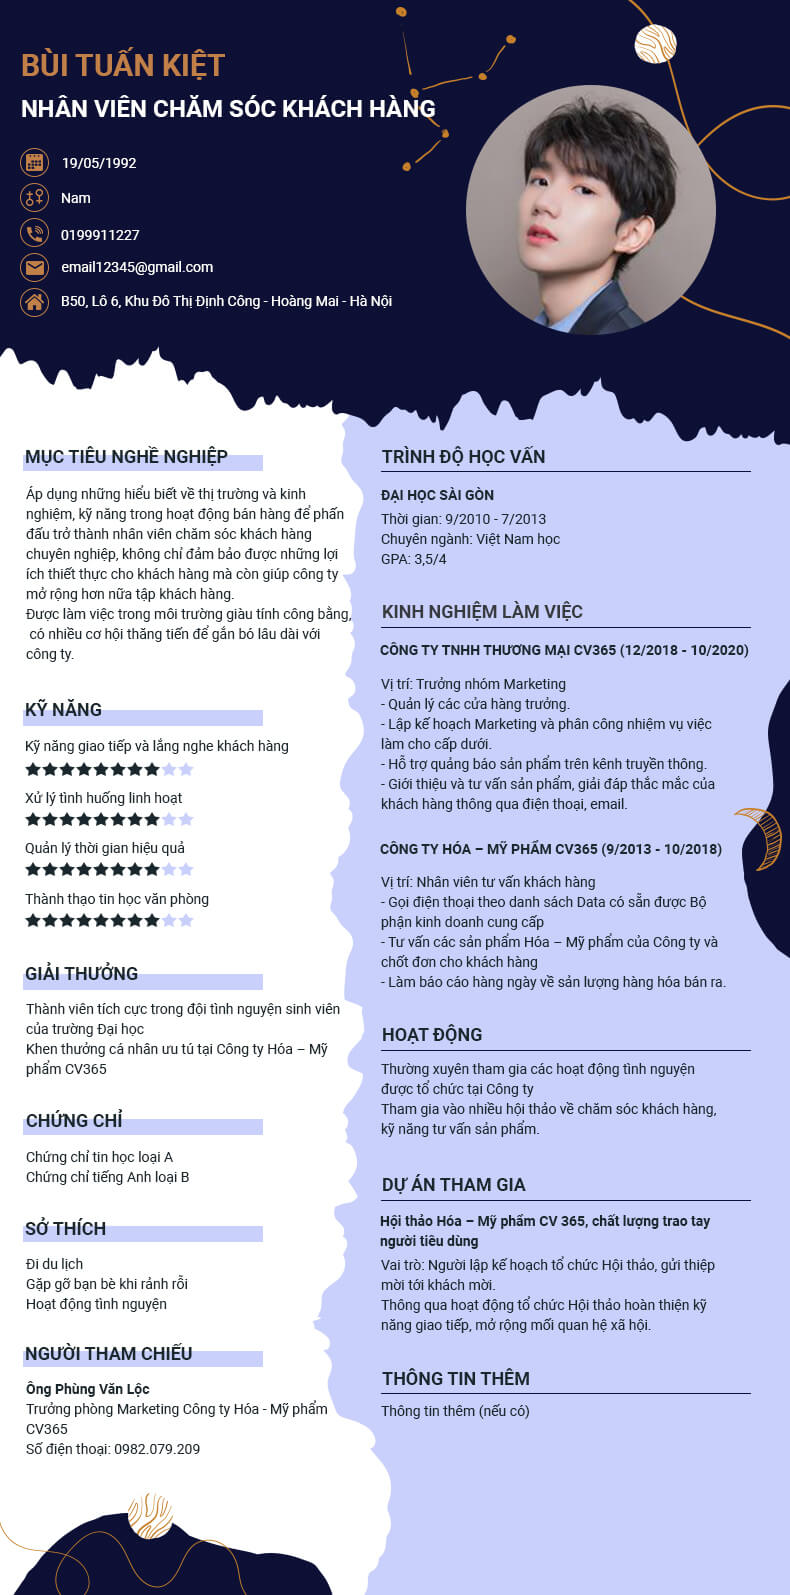 BÙI TUẤN KIỆT
NHÂN VIÊN CHĂM SÓC KHÁCH HÀNG
19/05/1992
Nam
0199911227
email12345@gmail.com
B50, Lô 6, Khu Đô Thị Định Công - Hoàng Mai - Hà Nội
MỤC TIÊU NGHỀ NGHIỆP
Áp dụng những hiểu biết về thị trường và kinh
nghiệm, kỹ năng trong hoạt động bán hàng để phấn
đấu trở thành nhân viên chăm sóc khách hàng
chuyên nghiệp, không chỉ đảm bảo được những lợi
ích thiết thực cho khách hàng mà còn giúp công ty
mở rộng hơn nữa tập khách hàng.
Được làm việc trong môi trường giàu tính công bằng,
có nhiều cơ hội thăng tiến để gắn bó lâu dài với
công ty.
KỸ NĂNG
Kỹ năng giao tiếp và lắng nghe khách hàng
Xử lý tình huống linh hoạt
Quản lý thời gian hiệu quả
Thành thạo tin học văn phòng
GIẢI THƯỞNG
Thành viên tích cực trong đội tình nguyện sinh viên
của trường Đại học
Khen thưởng cá nhân ưu tú tại Công ty Hóa – Mỹ
phẩm CV365
CHỨNG CHỈ
Chứng chỉ tin học loại A
Chứng chỉ tiếng Anh loại B
SỞ THÍCH
Đi du lịch
Gặp gỡ bạn bè khi rảnh rỗi
Hoạt động tình nguyện
NGƯỜI THAM CHIẾU
Ông Phùng Văn Lộc
Trưởng phòng Marketing Công ty Hóa - Mỹ phẩm
CV365
Số điện thoại: 0982.079.209
TRÌNH ĐỘ HỌC VẤN
ĐẠI HỌC SÀI GÒN
Thời gian: 9/2010 - 7/2013
Chuyên ngành: Việt Nam học
GPA: 3,5/4
KINH NGHIỆM LÀM VIỆC
CÔNG TY TNHH THƯƠNG MẠI CV365 (12/2018 - 10/2020)
Vị trí: Trưởng nhóm Marketing
- Quản lý các cửa hàng trưởng.
- Lập kế hoạch Marketing và phân công nhiệm vụ việc
làm cho cấp dưới.
- Hỗ trợ quảng báo sản phẩm trên kênh truyền thông.
- Giới thiệu và tư vấn sản phẩm, giải đáp thắc mắc của
khách hàng thông qua điện thoại, email.
CÔNG TY HÓA – MỸ PHẨM CV365 (9/2013 - 10/2018)
Vị trí: Nhân viên tư vấn khách hàng
- Gọi điện thoại theo danh sách Data có sẵn được Bộ
phận kinh doanh cung cấp
- Tư vấn các sản phẩm Hóa – Mỹ phẩm của Công ty và
chốt đơn cho khách hàng
- Làm báo cáo hàng ngày về sản lượng hàng hóa bán ra.
HOẠT ĐỘNG
Thường xuyên tham gia các hoạt động tình nguyện
được tổ chức tại Công ty
Tham gia vào nhiều hội thảo về chăm sóc khách hàng,
kỹ năng tư vấn sản phẩm.
DỰ ÁN THAM GIA
Hội thảo Hóa – Mỹ phẩm CV 365, chất lượng trao tay
người tiêu dùng
Vai trò: Người lập kế hoạch tổ chức Hội thảo, gửi thiệp
mời tới khách mời.
Thông qua hoạt động tổ chức Hội thảo hoàn thiện kỹ
năng giao tiếp, mở rộng mối quan hệ xã hội.
THÔNG TIN THÊM
Thông tin thêm (nếu có)